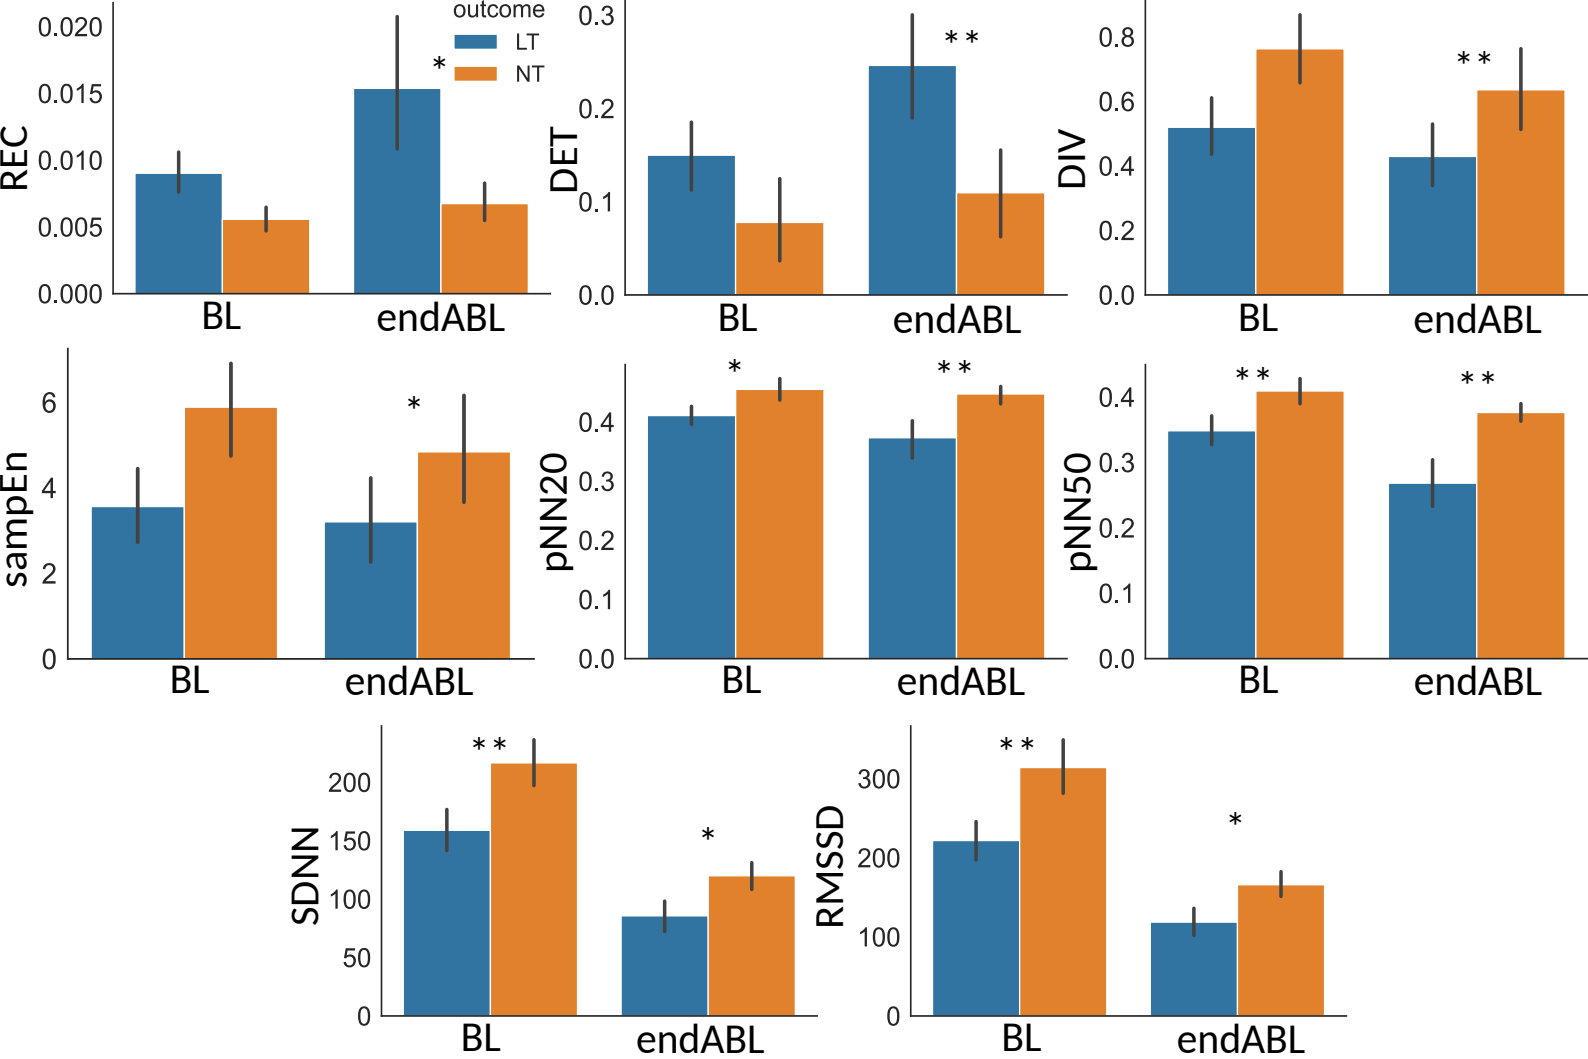 outcome
LT
NT
REC
0.020
0.015
0.010
0.005
0.000
*
BL
endABL
DET
0.3
0.2
0.1
0.0
**
BL
endABL
DIV
0.8
0.6
0.4
0.2
0.0
**
BL
endABL
sampEn
6
4
2
0
*
BL
endABL
pNN20
0.4
0.3
0.2
0.1
0.0
*
**
BL
endABL
pNN50
0.4
0.3
0.2
0.1
0.0
**
**
BL
endABL
SDNN
200
150
100
50
0
**
*
BL
endABL
RMSSD
300
200
100
0
**
*
BL
endABL